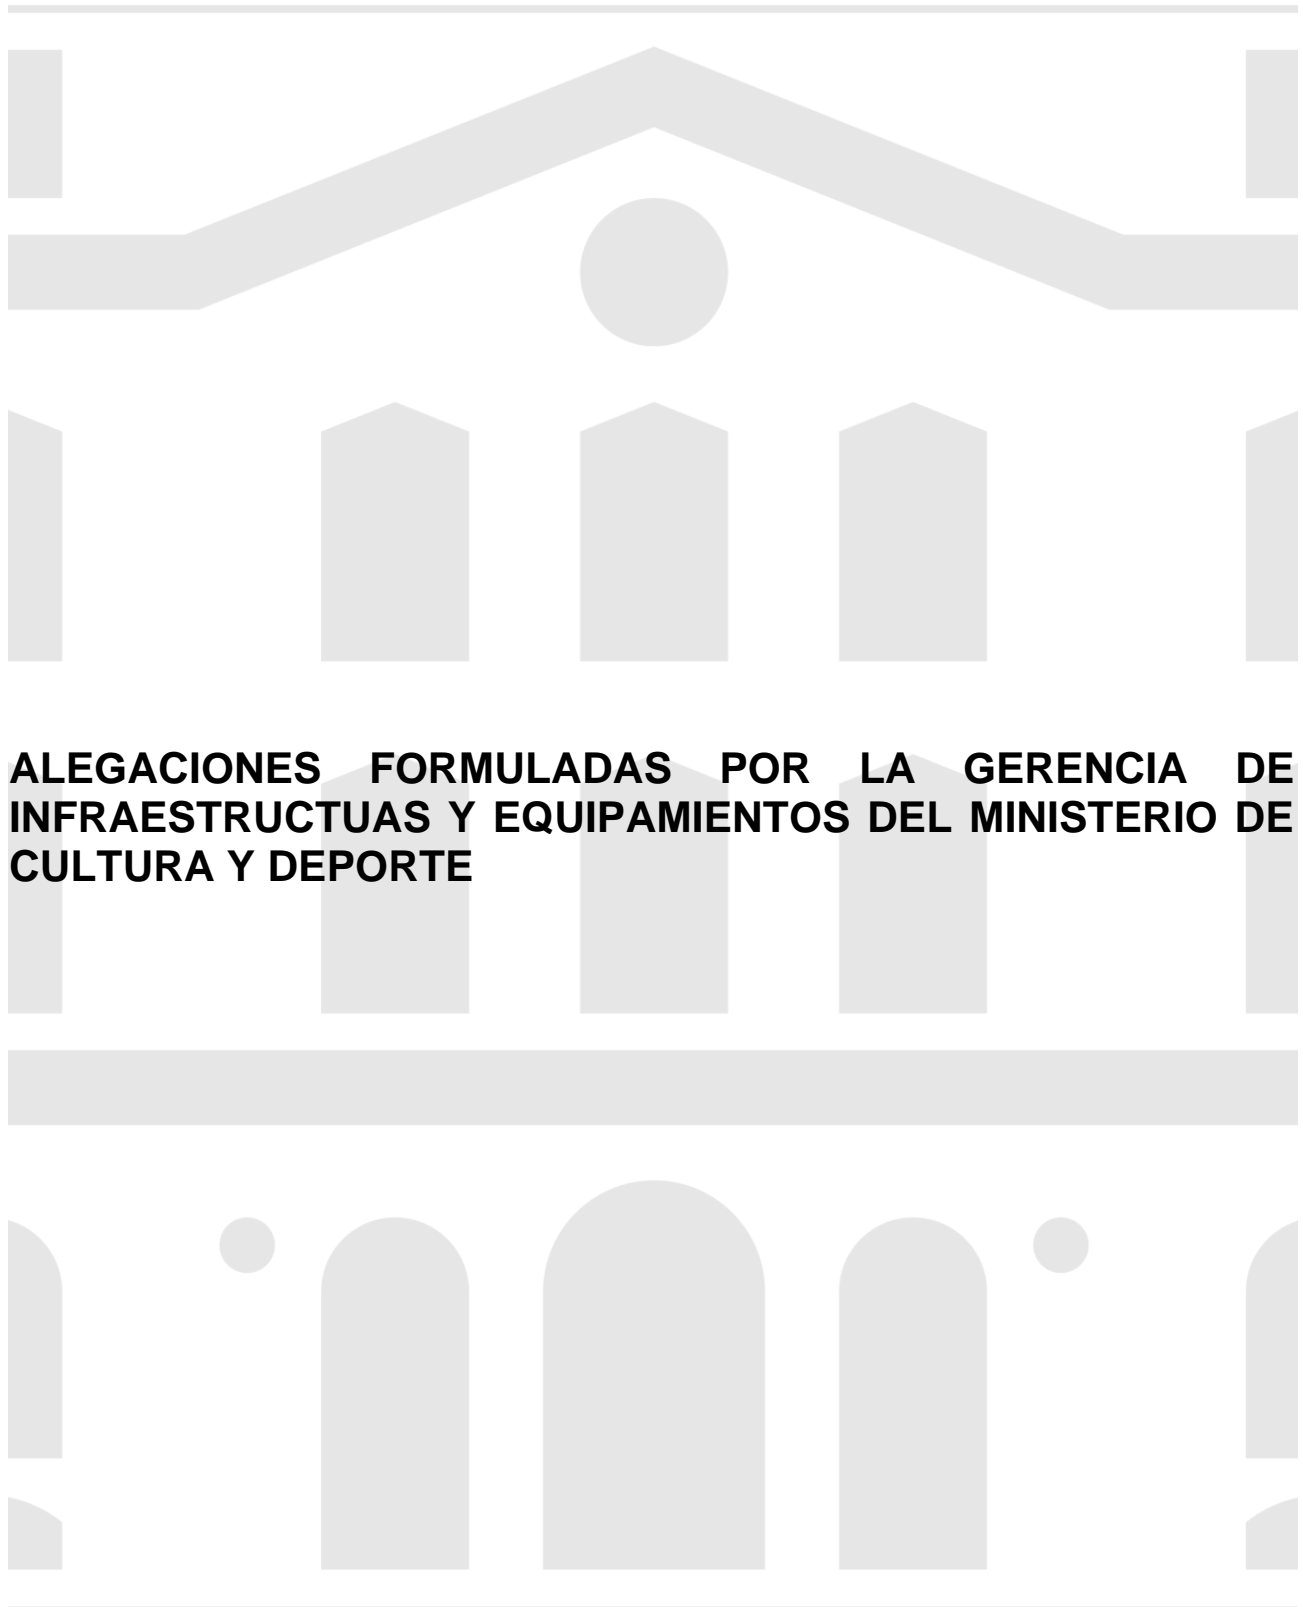 ALEGACIONES FORMULADAS POR LA GERENCIA DE
INFRAESTRUCTUAS Y EQUIPAMIENTOS DEL MINISTERIO DE
CULTURA Y DEPORTE